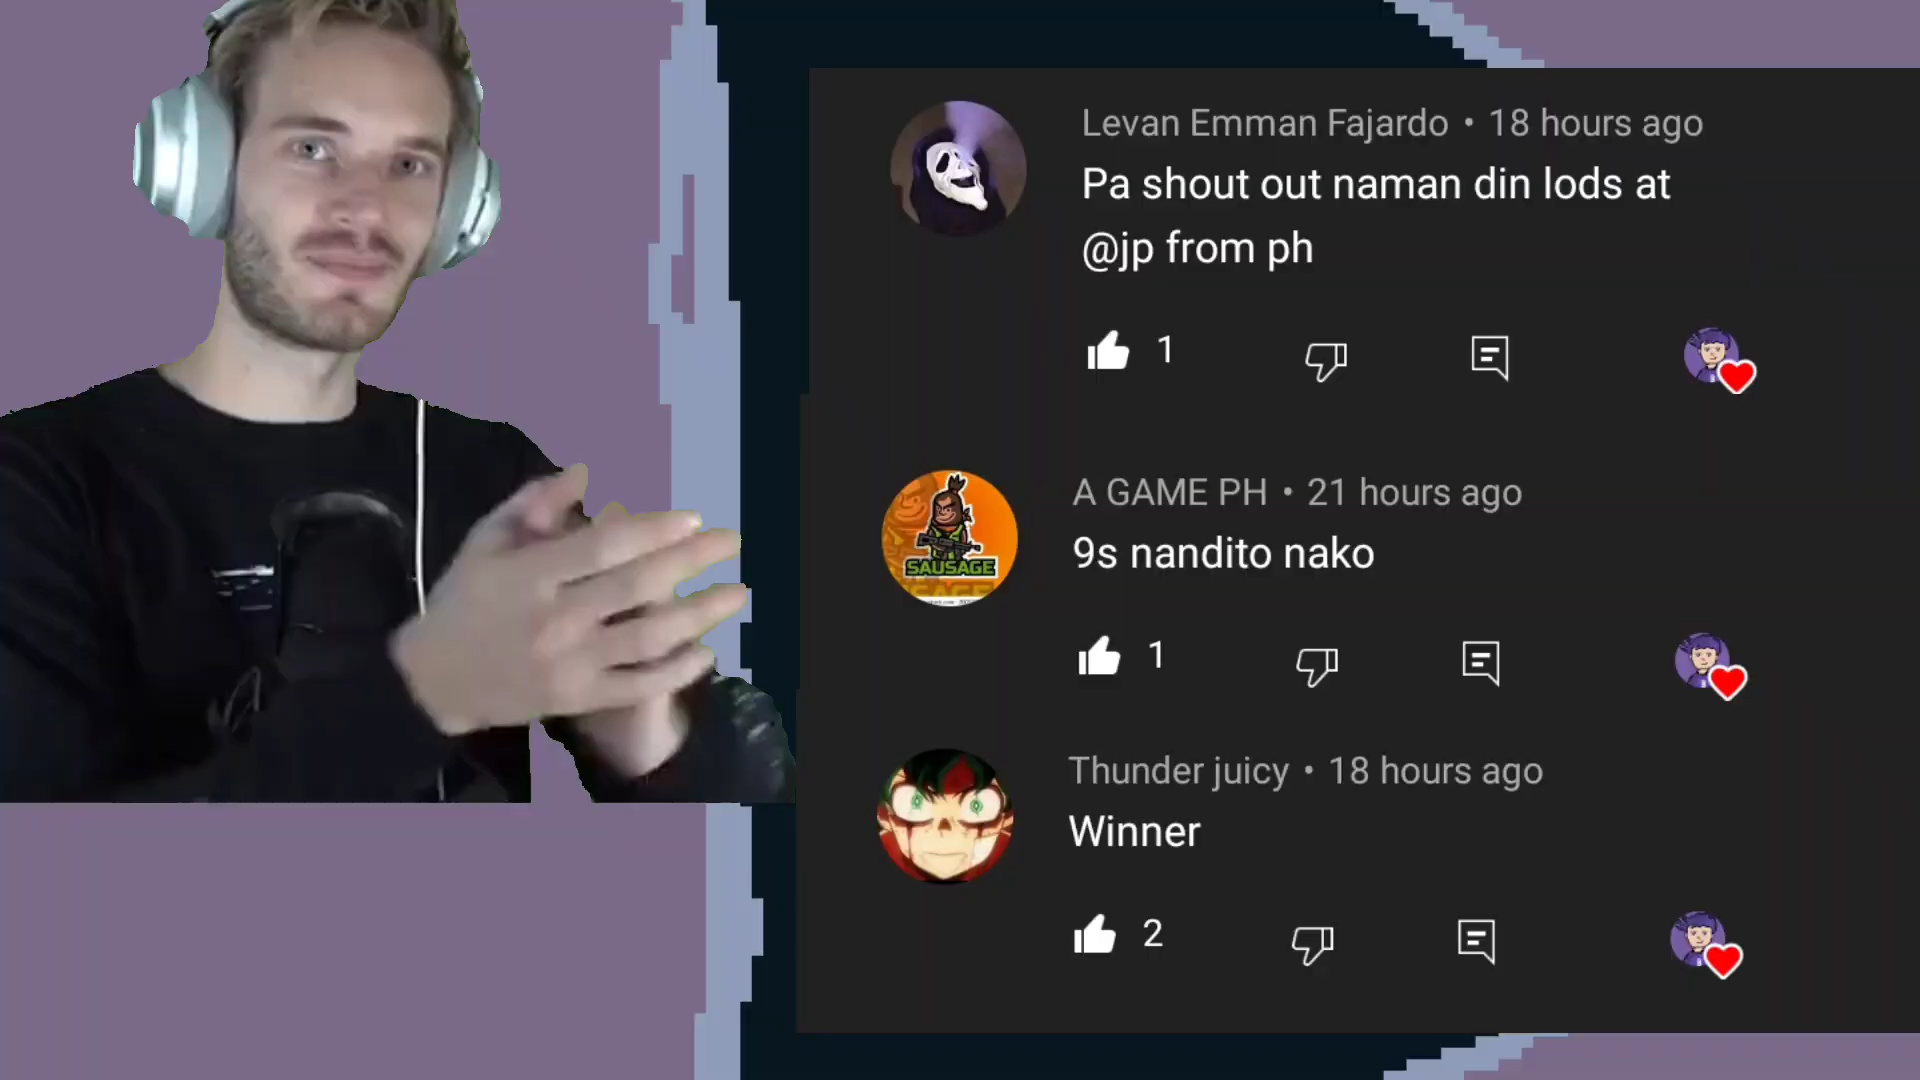 Levan Emman Fajardo • 18 hours ago
Pa shout out naman din lods at
@jp from ph
1
A GAME PH • 21 hours ago
9s nandito nako
1
SAUSAGE
Thunder juicy • 18 hours ago
Winner
2